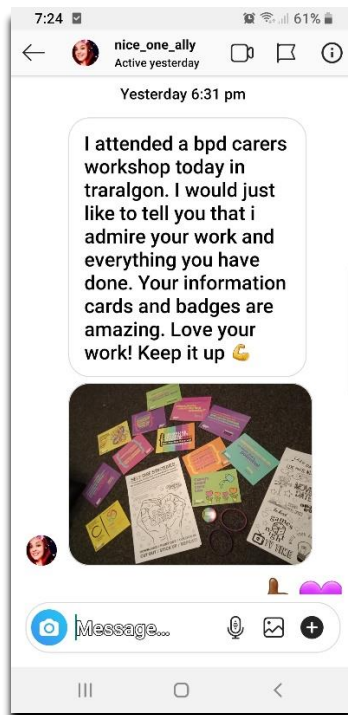 7:24 61%
nice_one_ally
Active yesterday
Yesterday 6:31 pm
I attended a bpd carers
workshop today in
traralgon. I would just
like to tell you that i
admire your work and
everything you have
done. Your information
cards and badges are
amazing. Love your
work! Keep it up 💪
Message...